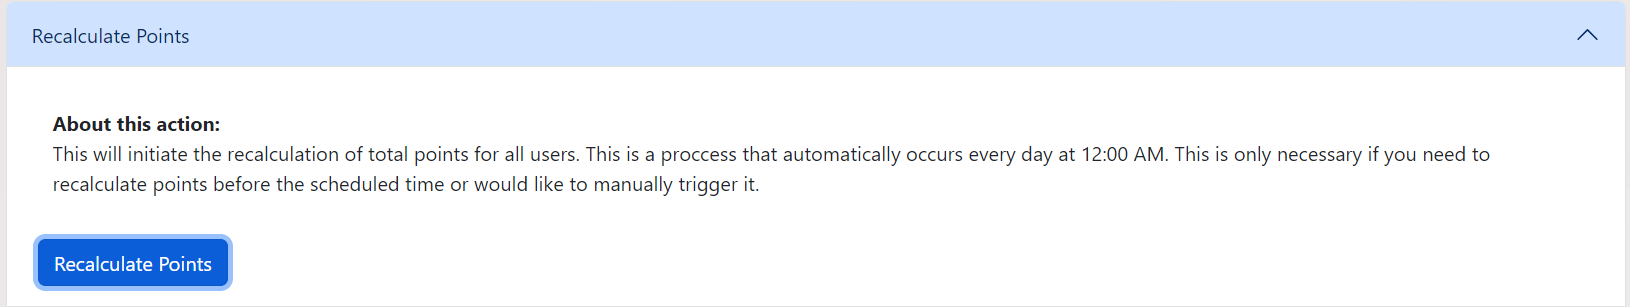 Recalculate Points
About this action:
This will initiate the recalculation of total points for all users. This is a proccess that automatically occurs every day at 12:00 AM. This is only necessary if you need to
recalculate points before the scheduled time or would like to manually trigger it.
Recalculate Points